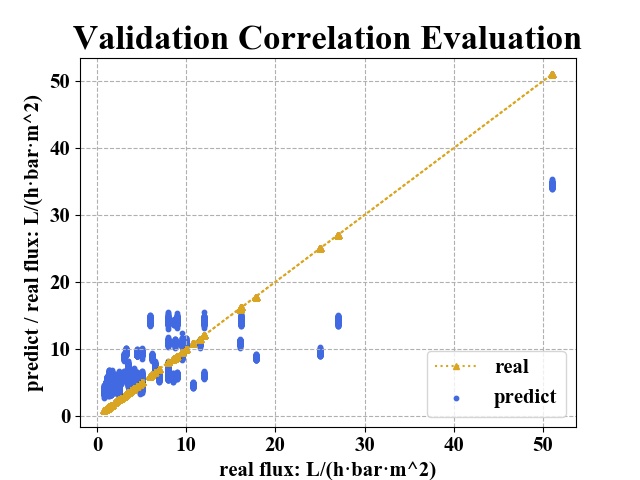 Validation Correlation Evaluation
predict / real flux: L/(h·bar·m^2)
50
40
30
20
10
0
0 10 20 30 40 50
real flux: L/(h·bar·m^2)
real
predict